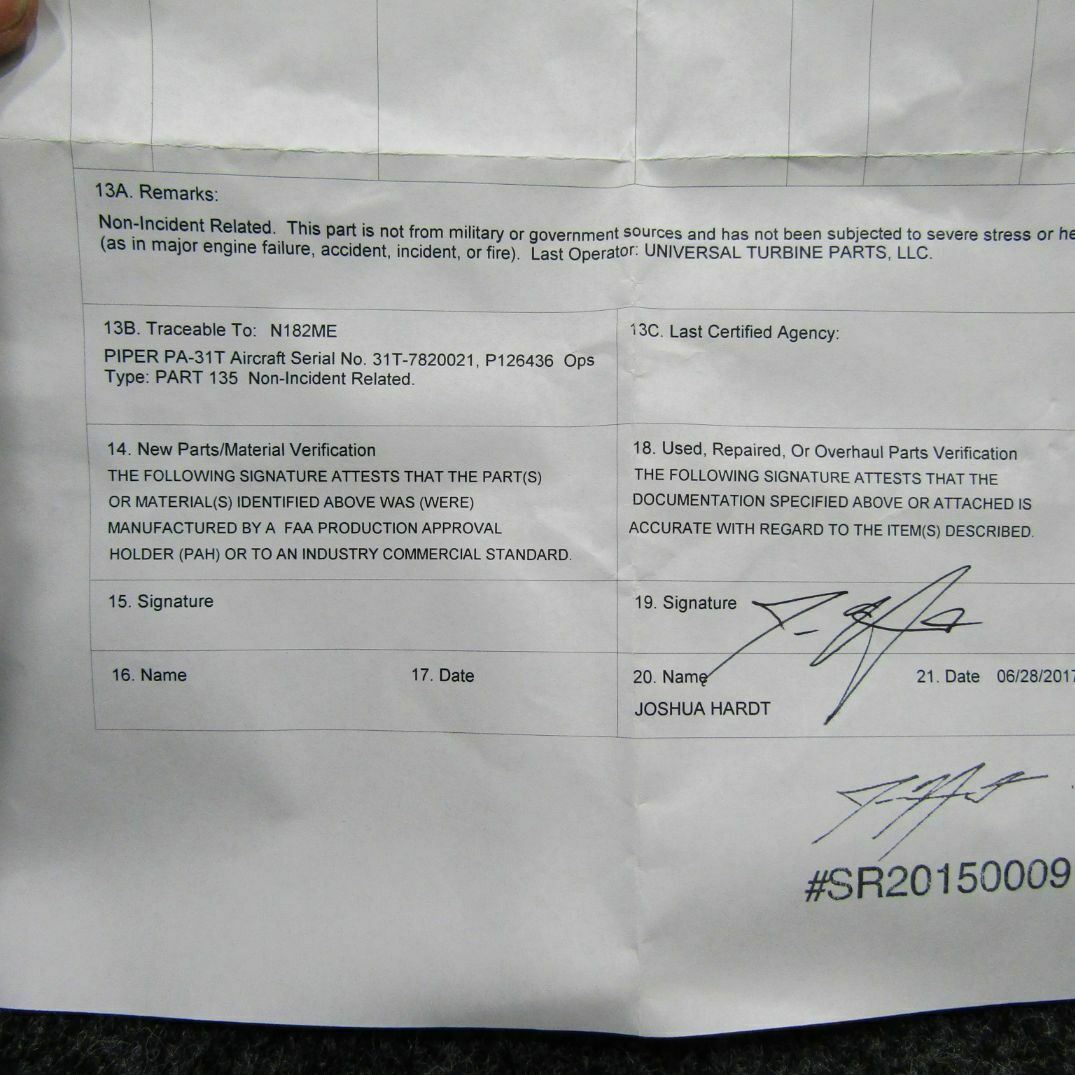 13A. Remarks:
Non-Incident Related. This part is not from military or government sources and has not been subjected to severe stress or he
(as in major engine failure, accident, incident, or fire). Last Operator: UNIVERSAL TURBINE PARTS, LLC.
13B. Traceable To: N182ME
PIPER PA-31T Aircraft Serial No. 31T-7820021, P126436 Ops
Type: PART 135 Non-Incident Related.
13C. Last Certified Agency:
14. New Parts/Material Verification
THE FOLLOWING SIGNATURE ATTESTS THAT THE PART(S)
OR MATERIAL(S) IDENTIFIED ABOVE WAS (WERE)
MANUFACTURED BY A FAA PRODUCTION APPROVAL
HOLDER (PAH) OR TO AN INDUSTRY COMMERCIAL STANDARD.
18. Used, Repaired, Or Overhaul Parts Verification
THE FOLLOWING SIGNATURE ATTESTS THAT THE
DOCUMENTATION SPECIFIED ABOVE OR ATTACHED IS
ACCURATE WITH REGARD TO THE ITEM(S) DESCRIBED.
15. Signature
19. Signature
16. Name 17. Date
20. Name 21. Date 06/28/2017
JOSHUA HARDT
#SR20150009